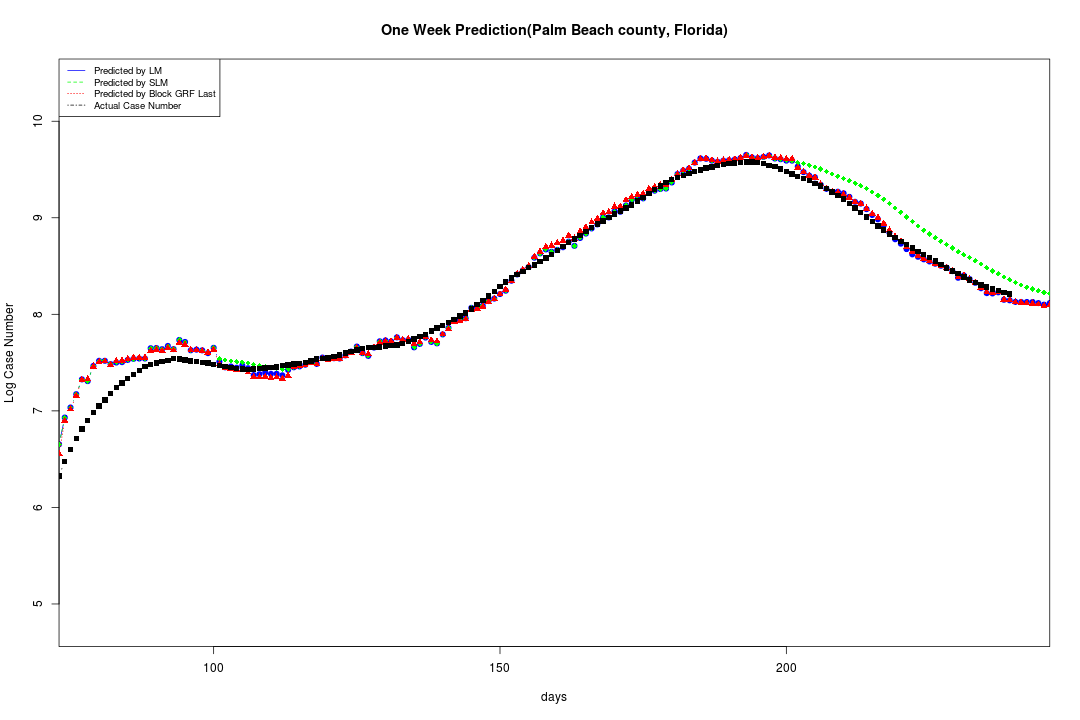 One Week Prediction(Palm Beach county, Florida)
Predicted by LM
Predicted by SLM
Predicted by Block GRF Last
Actual Case Number
10
9
8
7
6
5
Log Case Number
100
150
200
days